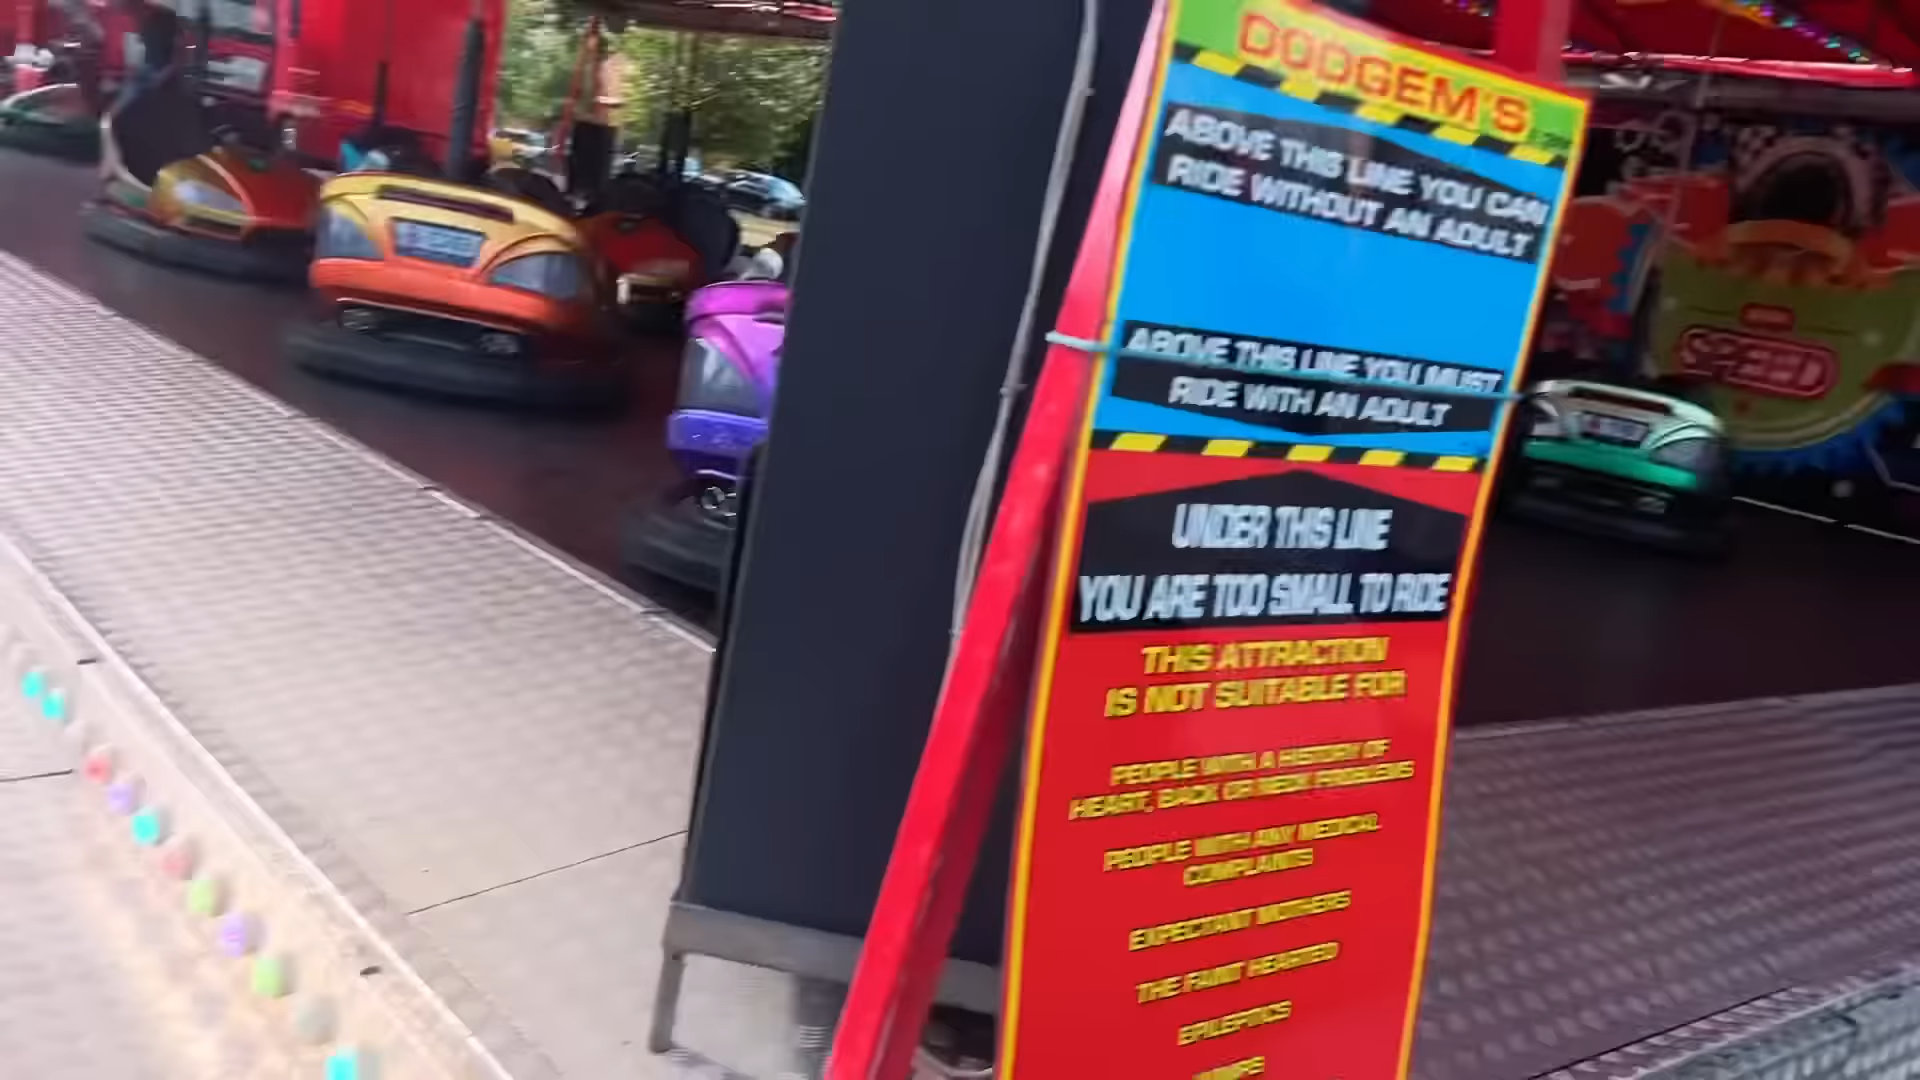 DODGEM'S
ABOVE THIS LINE YOU CAN
RIDE WITHOUT AN ADULT
ABOVE THIS LINE YOU MUST
RIDE WITH AN ADULT
UNDER THIS LINE
YOU ARE TOO SMALL TO RIDE
THIS ATTRACTION
IS NOT SUITABLE FOR
PEOPLE WITH A HISTORY OF
HEART, BACK OR NECK PROBLEMS
PEOPLE WITH ANY MEDICAL
COMPLAINTS
EXPECTANT MOTHERS
THE FAINT HEARTED
EPILEPTICS
SPEED